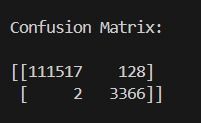 Confusion Matrix:
[[111517    128]
 [     2   3366]]